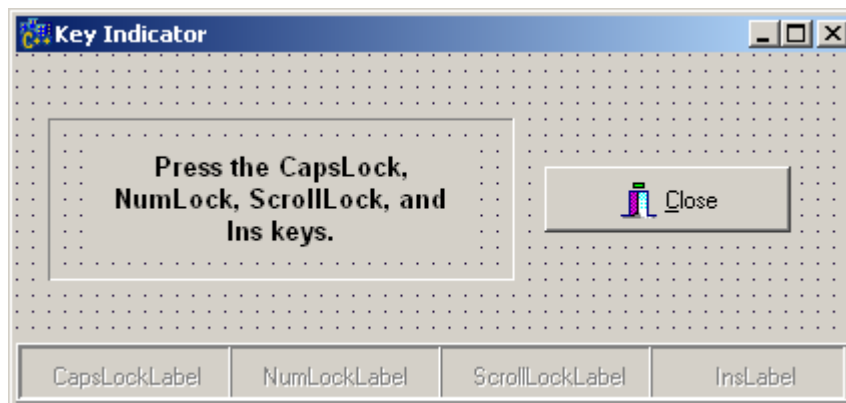 Key Indicator
Press the CapsLock,
NumLock, ScrollLock, and
Ins keys.
Close
CapsLockLabel NumLockLabel ScrollLockLabel InsLabel